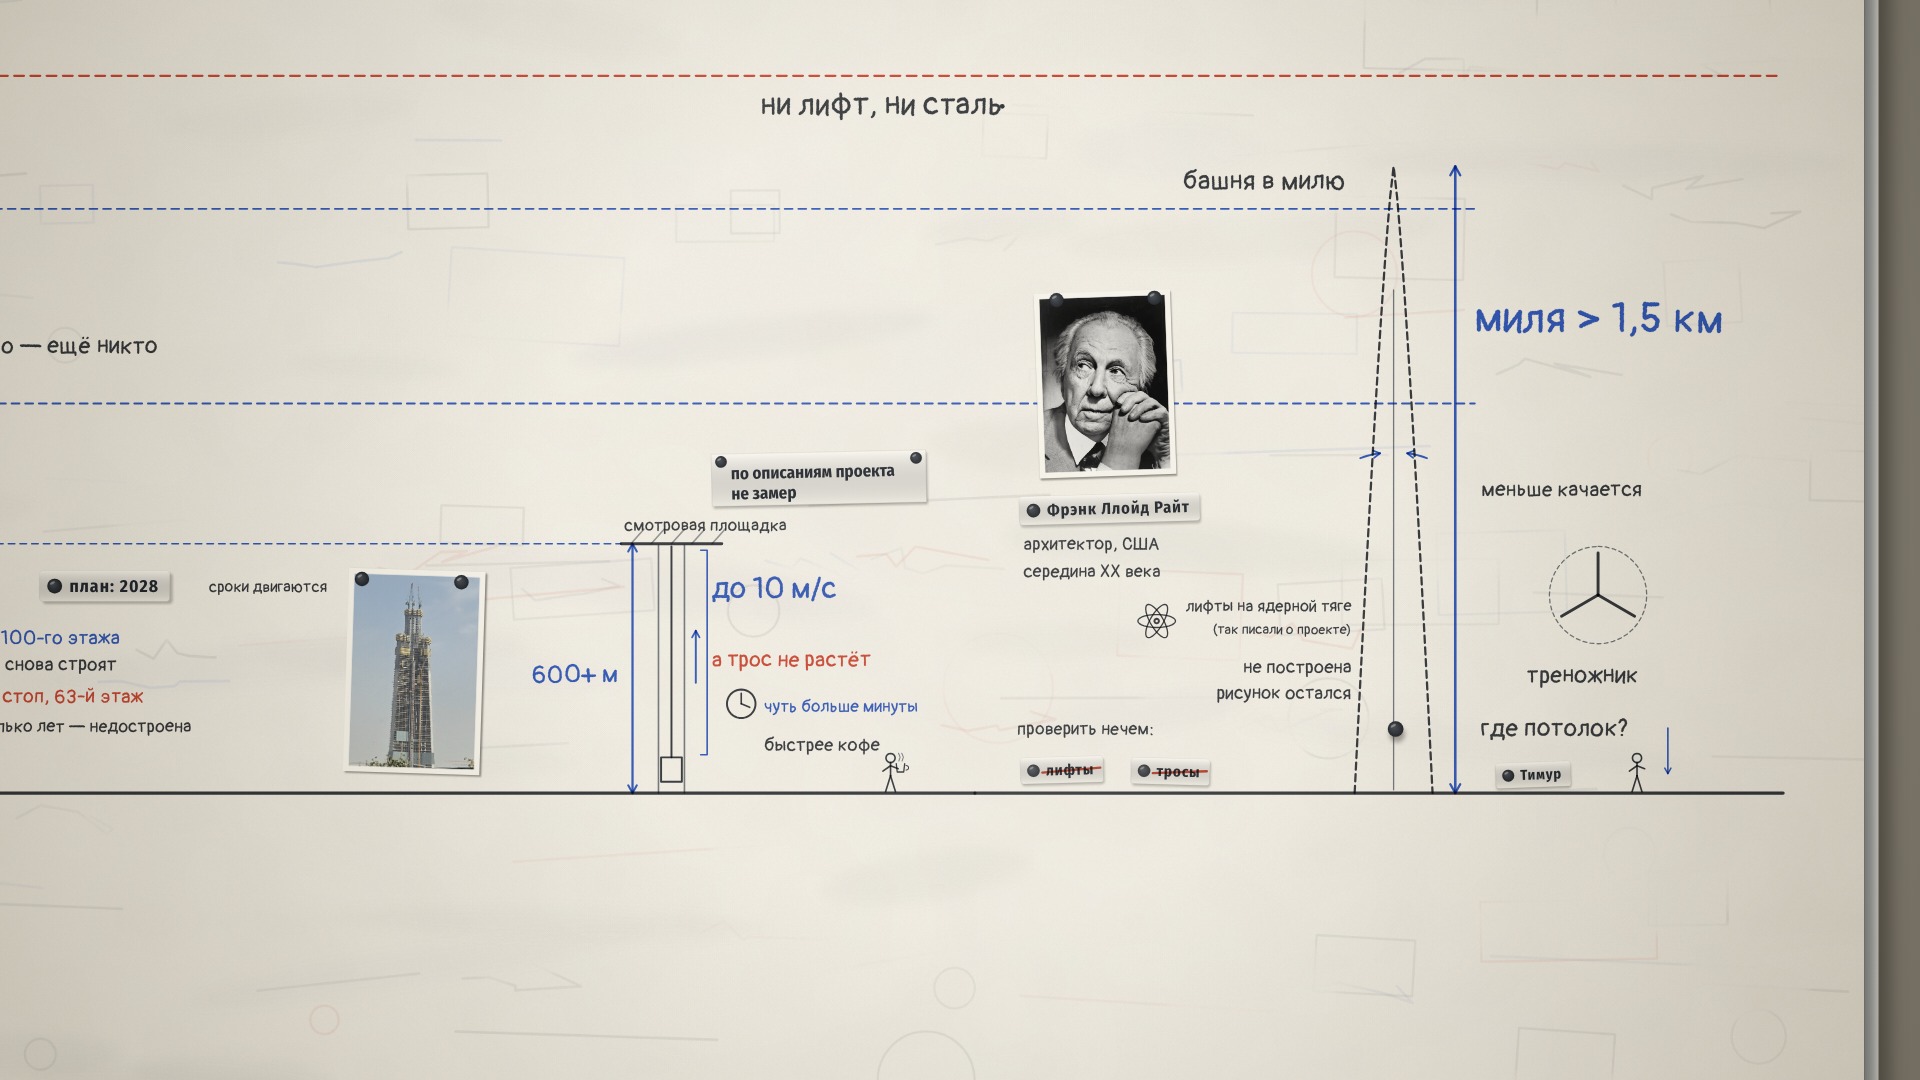 ни лифт, ни сталь
башня в милю
миля > 1,5 км
о — ещё никто
по описаниям проекта
не замер
смотровая площадка
Фрэнк Ллойд Райт
архитектор, США
середина XX века
меньше качается
план: 2028
сроки двигаются
100-го этажа
снова строят
стоп, 63-й этаж
лько лет — недостроена
600+ м
до 10 м/с
а трос не растёт
чуть больше минуты
быстрее кофе
лифты на ядерной тяге
(так писали о проекте)
не построена
рисунок остался
проверить нечем:
лифты
тросы
треножник
где потолок?
Тимур